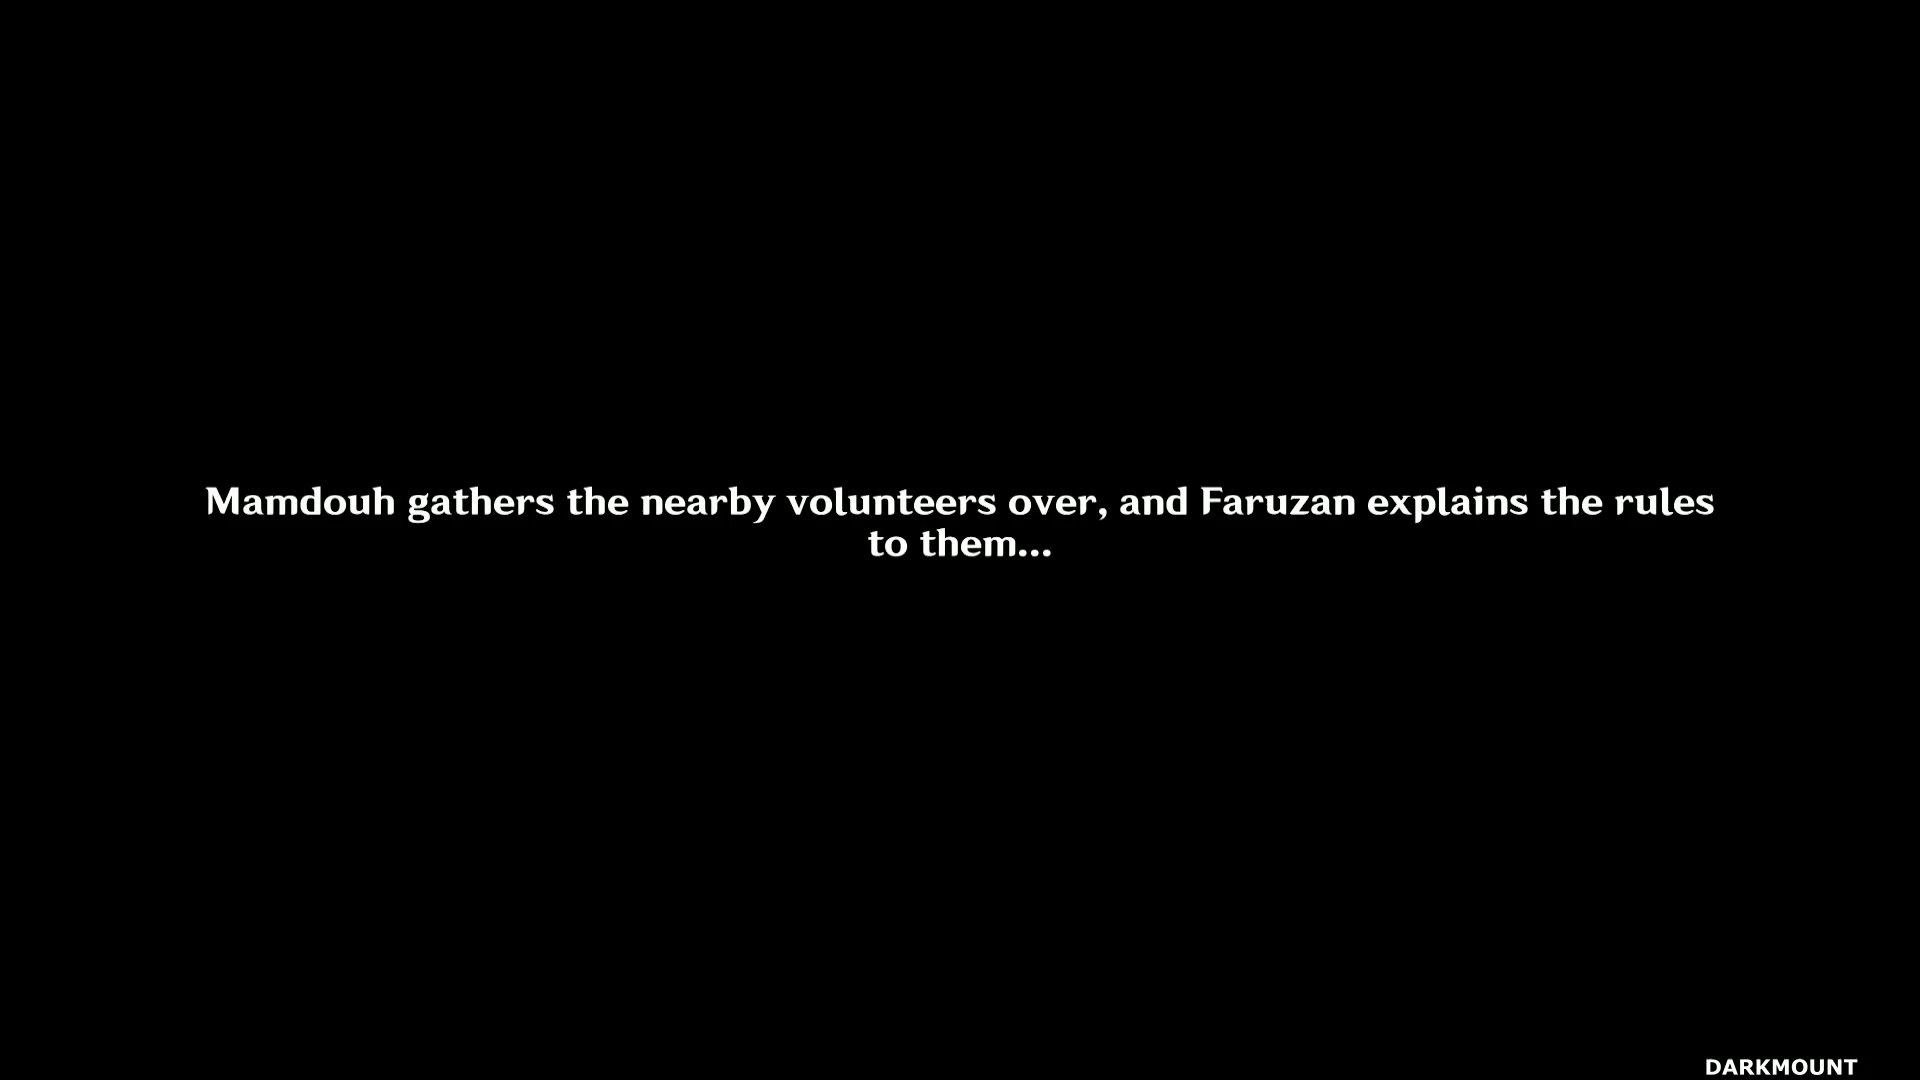 Mamdouh gathers the nearby volunteers over, and Faruzan explains the rules
to them...
DARKMOUNT